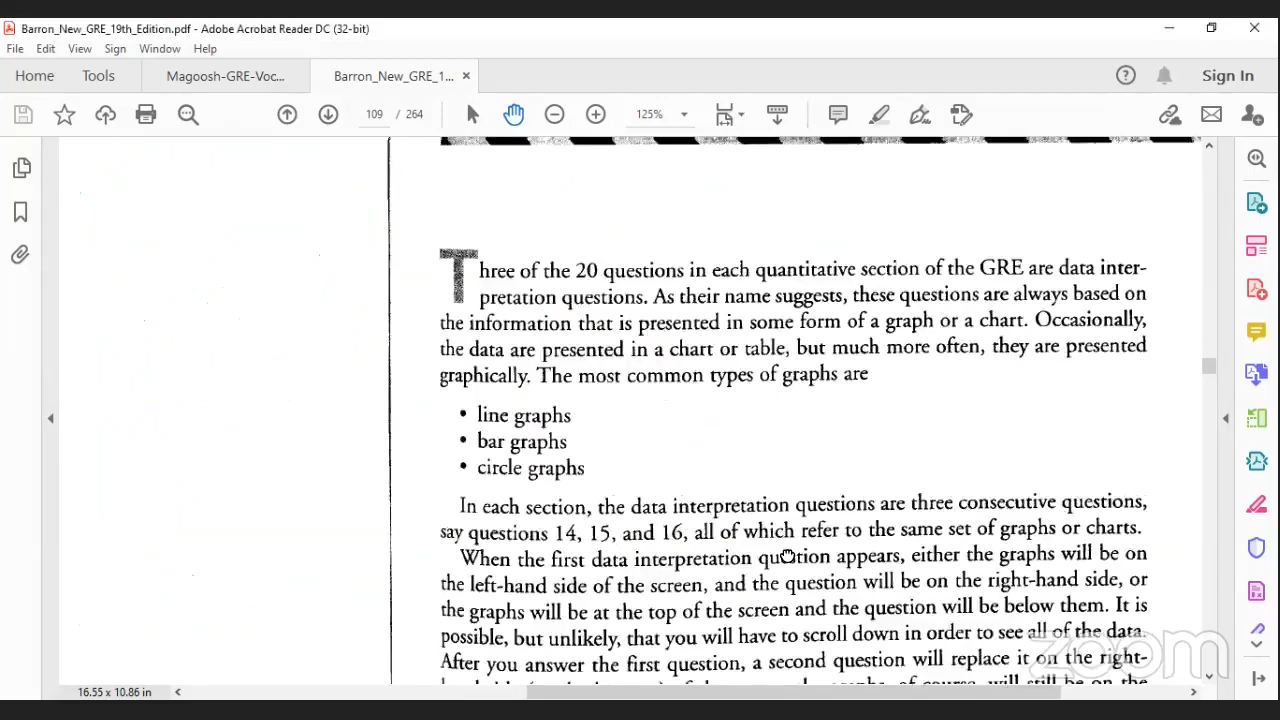 Barron_New_GRE_19th_Edition.pdf - Adobe Acrobat Reader DC (32-bit)
File Edit View Sign Window Help
Home Tools Magoosh-GRE-Voc... Barron_New_GRE_1... × Sign In
109 / 264 125%
Three of the 20 questions in each quantitative section of the GRE are data inter-
pretation questions. As their name suggests, these questions are always based on
the information that is presented in some form of a graph or a chart. Occasionally,
the data are presented in a chart or table, but much more often, they are presented
graphically. The most common types of graphs are
• line graphs
• bar graphs
• circle graphs
In each section, the data interpretation questions are three consecutive questions,
say questions 14, 15, and 16, all of which refer to the same set of graphs or charts.
When the first data interpretation question appears, either the graphs will be on
the left-hand side of the screen, and the question will be on the right-hand side, or
the graphs will be at the top of the screen and the question will be below them. It is
possible, but unlikely, that you will have to scroll down in order to see all of the data.
After you answer the first question, a second question will replace it on the right-
of course, will still be on the
zoom
16.55 x 10.86 in